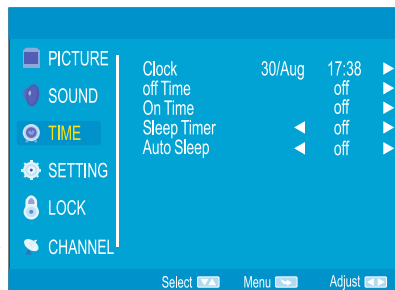 PICTURE
SOUND
TIME
SETTING
LOCK
CHANNEL
Clock 30/Aug 17:38
off Time off
On Time off
Sleep Timer off
Auto Sleep off
Select Menu Adjust